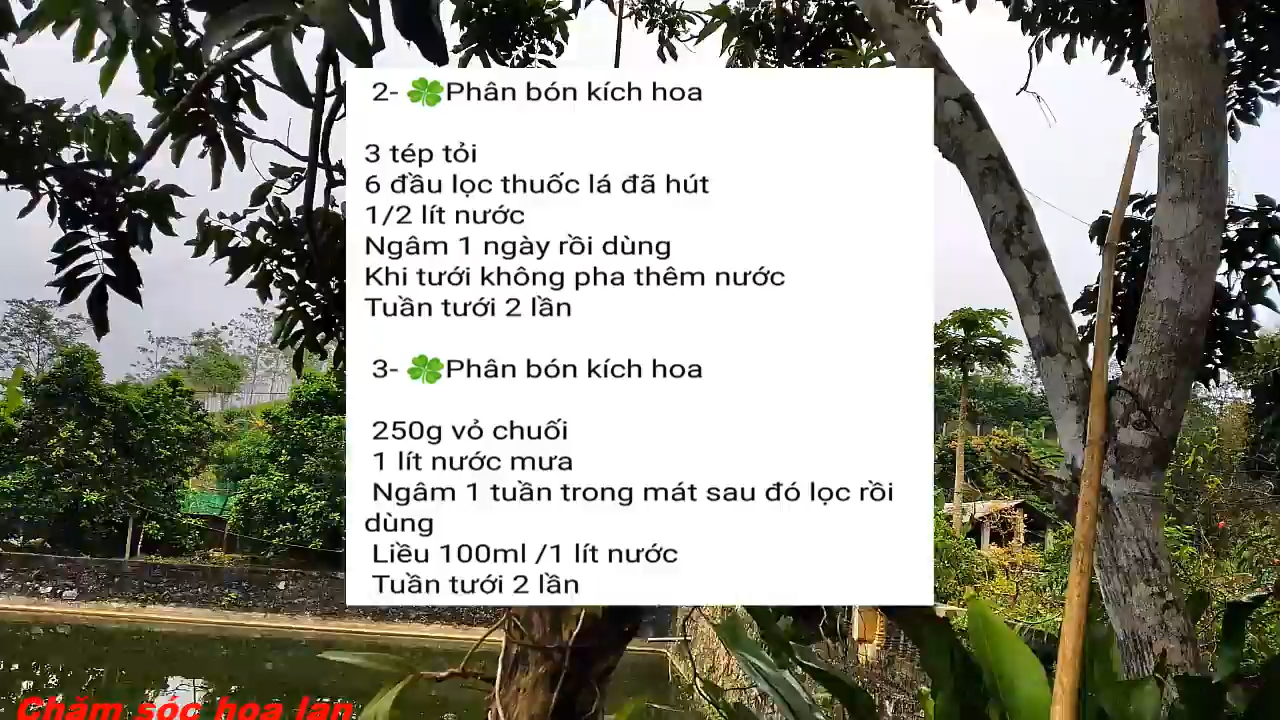 2- 🍀Phân bón kích hoa
3 tép tỏi
6 đầu lọc thuốc lá đã hút
1/2 lít nước
Ngâm 1 ngày rồi dùng
Khi tưới không pha thêm nước
Tuần tưới 2 lần
3- 🍀Phân bón kích hoa
250g vỏ chuối
1 lít nước mưa
Ngâm 1 tuần trong mát sau đó lọc rồi
dùng
Liều 100ml /1 lít nước
Tuần tưới 2 lần
Chăm sóc hoa lan